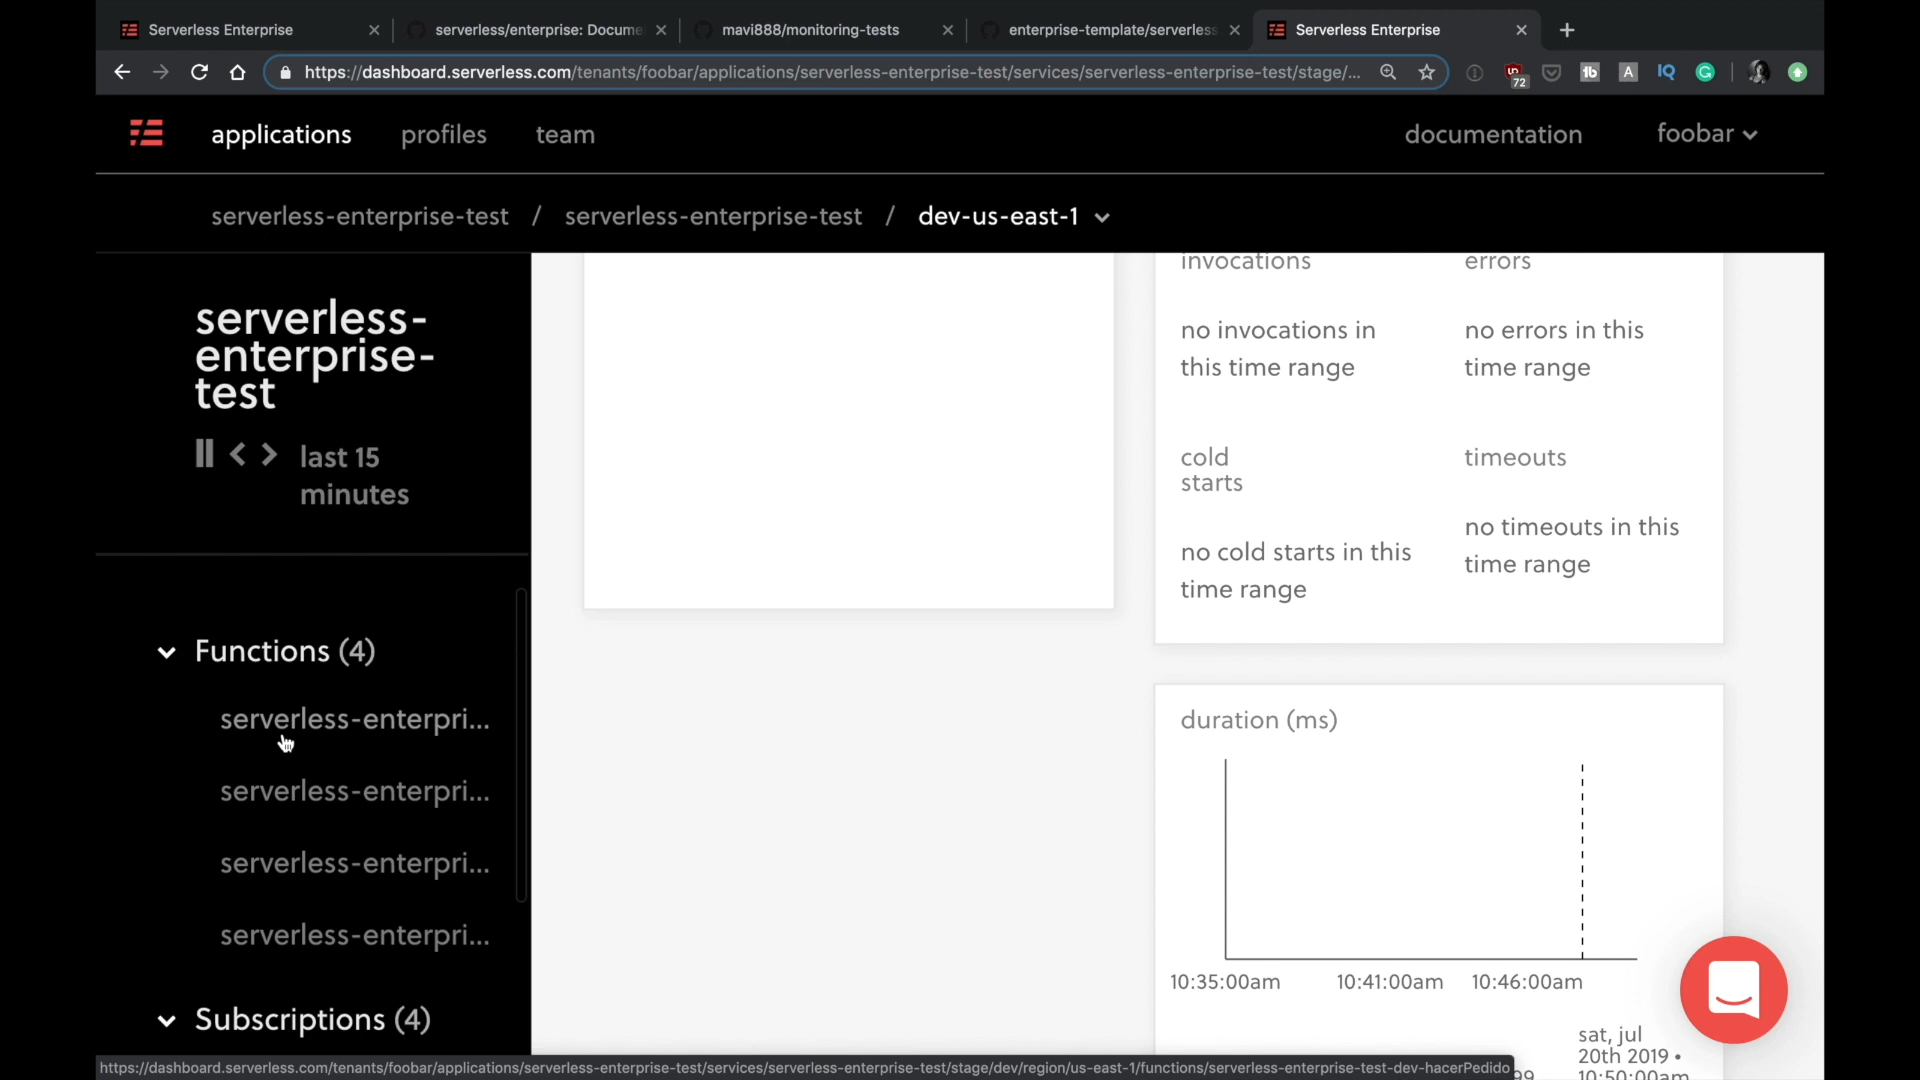 Serverless Enterprise
serverless/enterprise: Docume
mavi888/monitoring-tests
enterprise-template/serverless
Serverless Enterprise
https://dashboard.serverless.com/tenants/foobar/applications/serverless-enterprise-test/services/serverless-enterprise-test/stage/...
72
tb
A
IQ
applications
profiles
team
documentation
foobar
serverless-enterprise-test / serverless-enterprise-test / dev-us-east-1
serverless-
enterprise-
test
last 15
minutes
Functions (4)
serverless-enterpri...
serverless-enterpri...
serverless-enterpri...
serverless-enterpri...
Subscriptions (4)
invocations
no invocations in
this time range
errors
no errors in this
time range
cold
starts
no cold starts in this
time range
timeouts
no timeouts in this
time range
duration (ms)
10:35:00am 10:41:00am 10:46:00am
sat, jul
20th 2019 •
10:50:00am
https://dashboard.serverless.com/tenants/foobar/applications/serverless-enterprise-test/services/serverless-enterprise-test/stage/dev/region/us-east-1/functions/serverless-enterprise-test-dev-hacerPedido